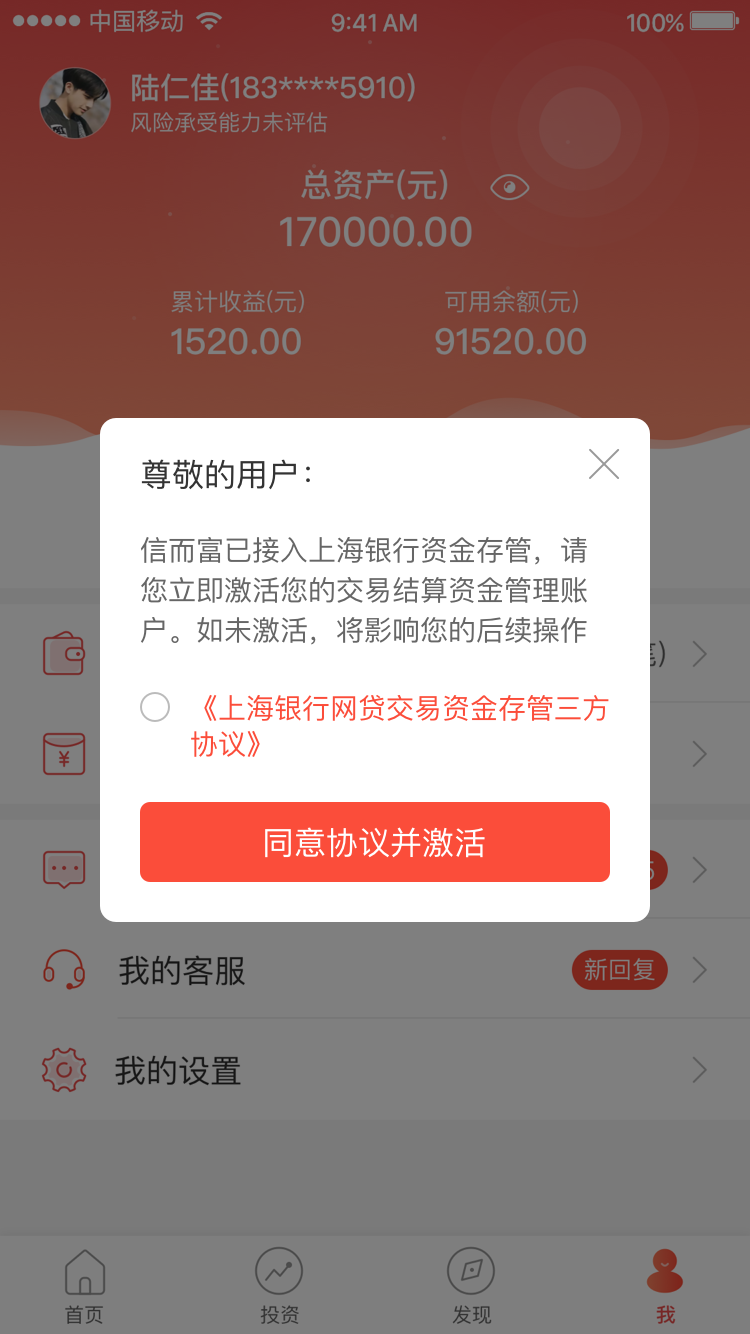 中国移动
9:41 AM
100%
陆仁佳(183****5910)
风险承受能力未评估
总资产(元)
170000.00
累计收益(元)
可用余额(元)
1520.00
91520.00
尊敬的用户：
信而富已接入上海银行资金存管，请
您立即激活您的交易结算资金管理账
户。如未激活，将影响您的后续操作
《上海银行网贷交易资金存管三方
协议》
同意协议并激活
我的客服
新回复
我的设置
首页
投资
发现
我